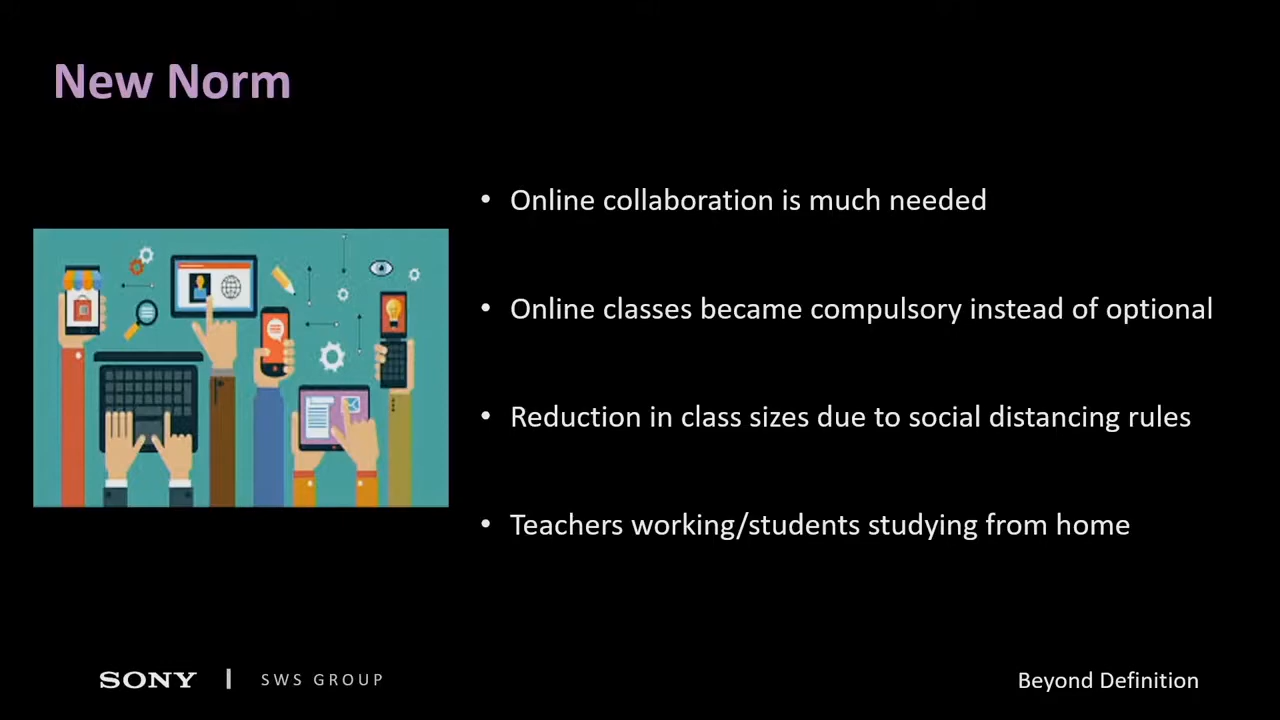 New Norm
• Online collaboration is much needed
• Online classes became compulsory instead of optional
• Reduction in class sizes due to social distancing rules
• Teachers working/students studying from home
SONY | SWS GROUP
Beyond Definition